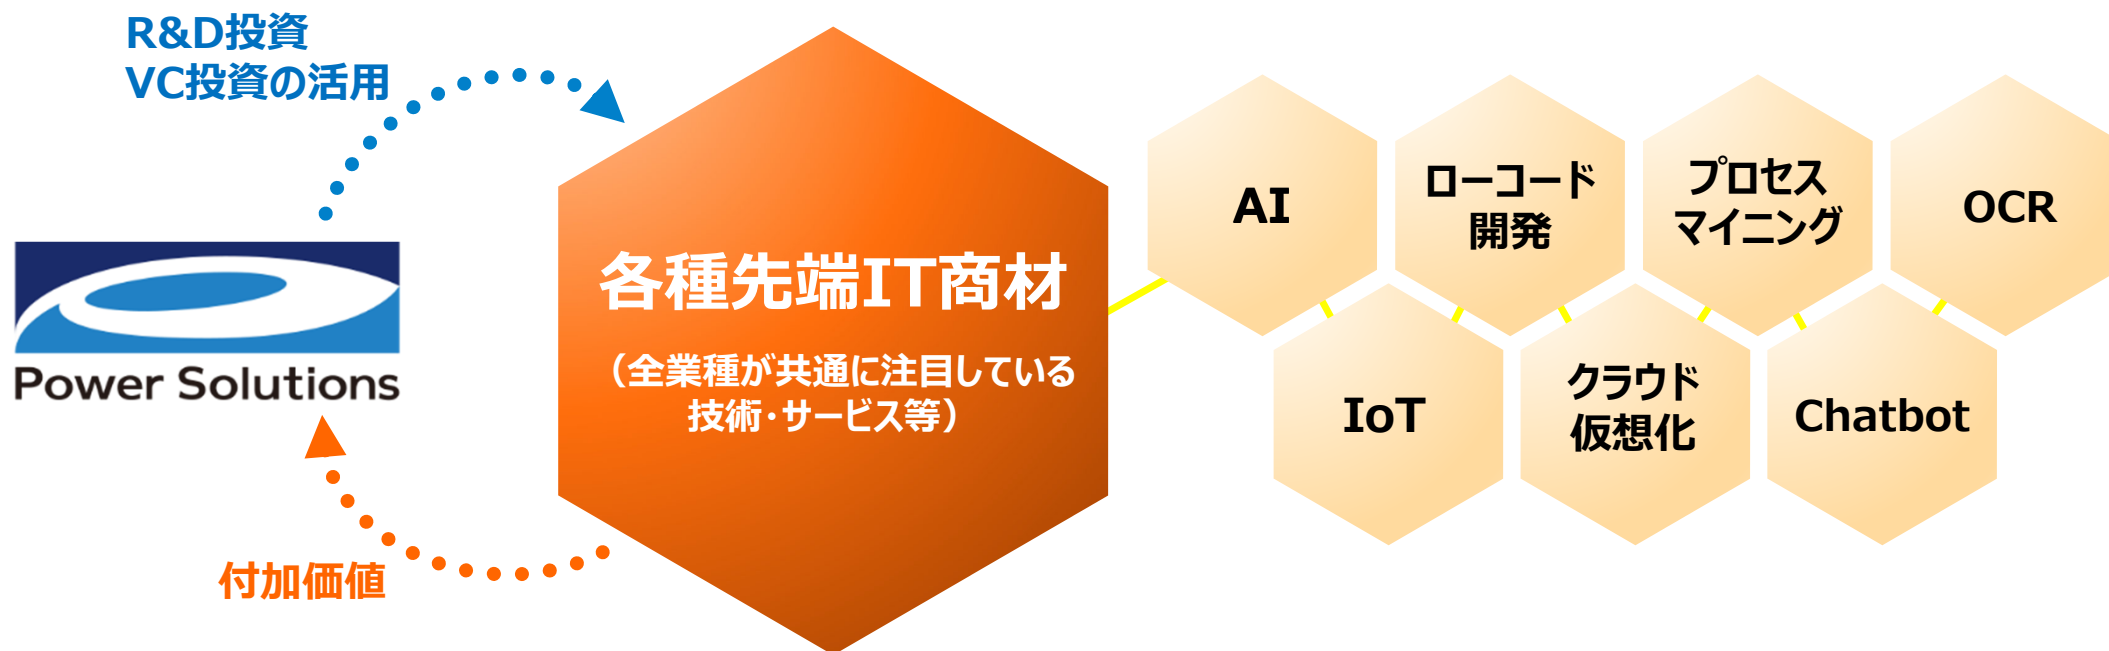 R&D投資
VC投資の活用
Power Solutions
付加価値
各種先端IT商材
（全業種が共通に注目している
技術・サービス等）
AI
ローコード
開発
プロセス
マイニング
OCR
IoT
クラウド
仮想化
Chatbot